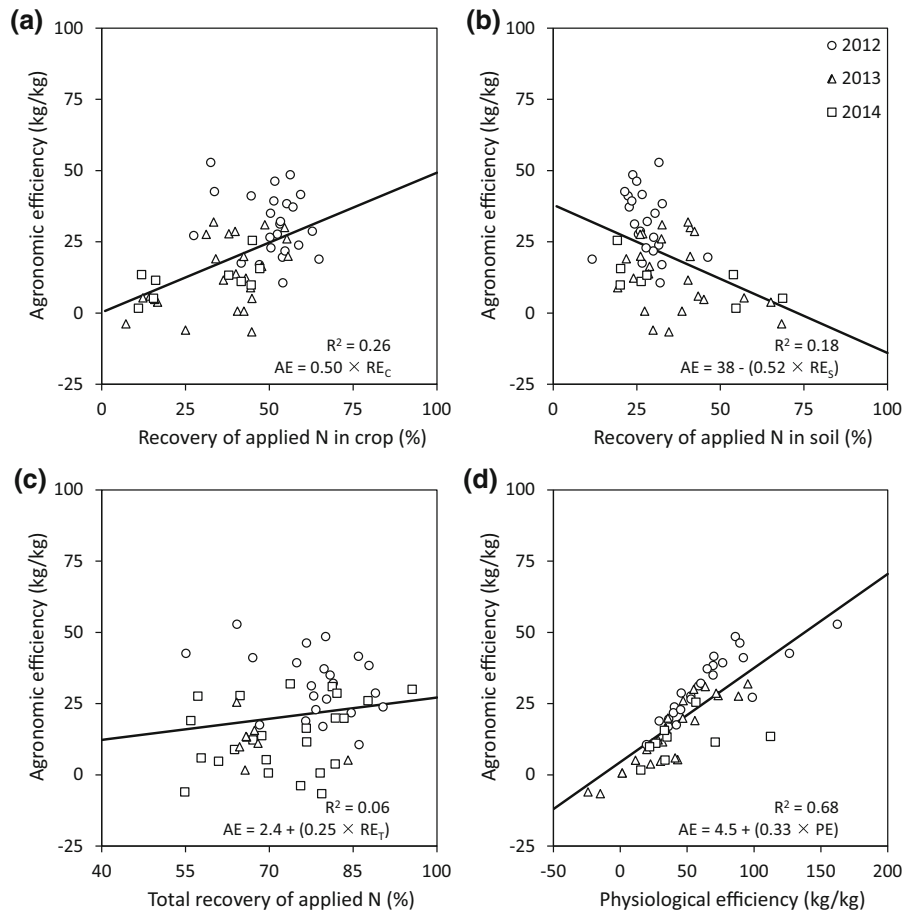 (a)
100
75
50
25
0
-25
Agronomic efficiency (kg/kg)
0 25 50 75 100
Recovery of applied N in crop (%)
R² = 0.26
AE = 0.50 × RE_C
(b)
○ 2012
△ 2013
□ 2014
100
75
50
25
0
-25
Agronomic efficiency (kg/kg)
0 25 50 75 100
Recovery of applied N in soil (%)
R² = 0.18
AE = 38 - (0.52 × RE_S)
(c)
100
75
50
25
0
-25
Agronomic efficiency (kg/kg)
40 55 70 85 100
Total recovery of applied N (%)
R² = 0.06
AE = 2.4 + (0.25 × RE_T)
(d)
100
75
50
25
0
-25
Agronomic efficiency (kg/kg)
-50 0 50 100 150 200
Physiological efficiency (kg/kg)
R² = 0.68
AE = 4.5 + (0.33 × PE)